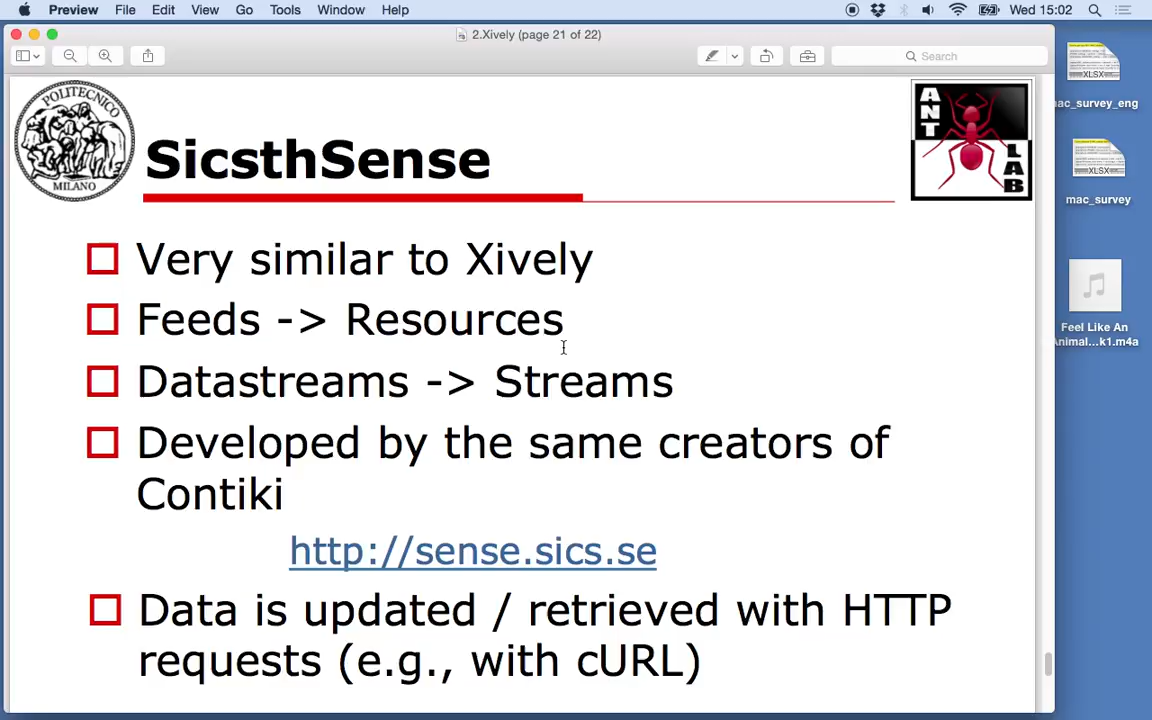 Preview File Edit View Go Tools Window Help Wed 15:02
2.Xively (page 21 of 22)
Search
POLITECNICO
MILANO
ANT
LAB
SicsthSense
Very similar to Xively
Feeds -> Resources
Datastreams -> Streams
Developed by the same creators of
Contiki
http://sense.sics.se
Data is updated / retrieved with HTTP
requests (e.g., with cURL)
XLSX
mac_survey_eng
XLSX
mac_survey
Feel Like An
Animal...k1.m4a